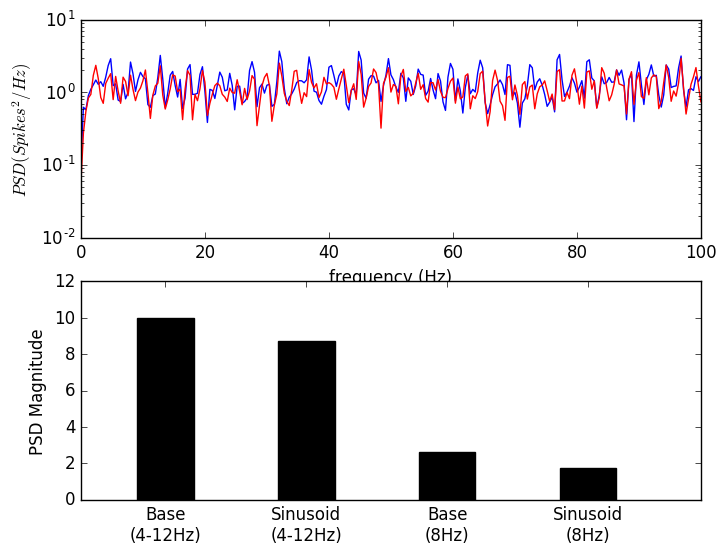 10^1
10^0
10^-1
10^-2
PSD(Spikes^2/Hz)
0 20 40 60 80 100
frequency (Hz)
12
10
8
6
4
2
0
PSD Magnitude
Base Sinusoid Base Sinusoid
(4-12Hz) (4-12Hz) (8Hz) (8Hz)